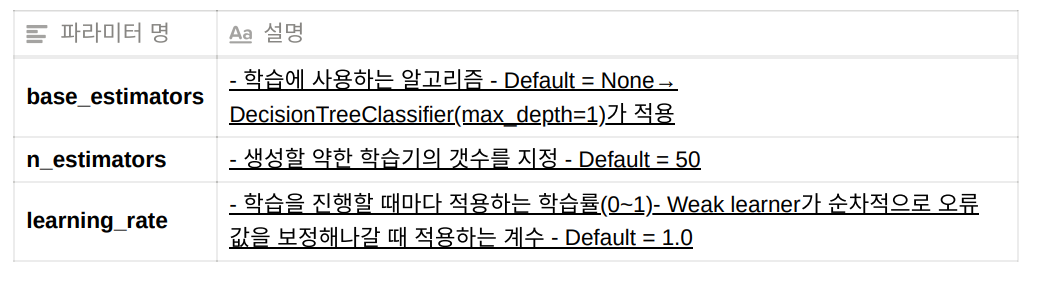 파라미터 명
Aa 설명
base_estimators
- 학습에 사용하는 알고리즘 - Default = None→
DecisionTreeClassifier(max_depth=1)가 적용
n_estimators
- 생성할 약한 학습기의 갯수를 지정 - Default = 50
learning_rate
- 학습을 진행할 때마다 적용하는 학습률(0~1)- Weak learner가 순차적으로 오류
값을 보정해나갈 때 적용하는 계수 - Default = 1.0